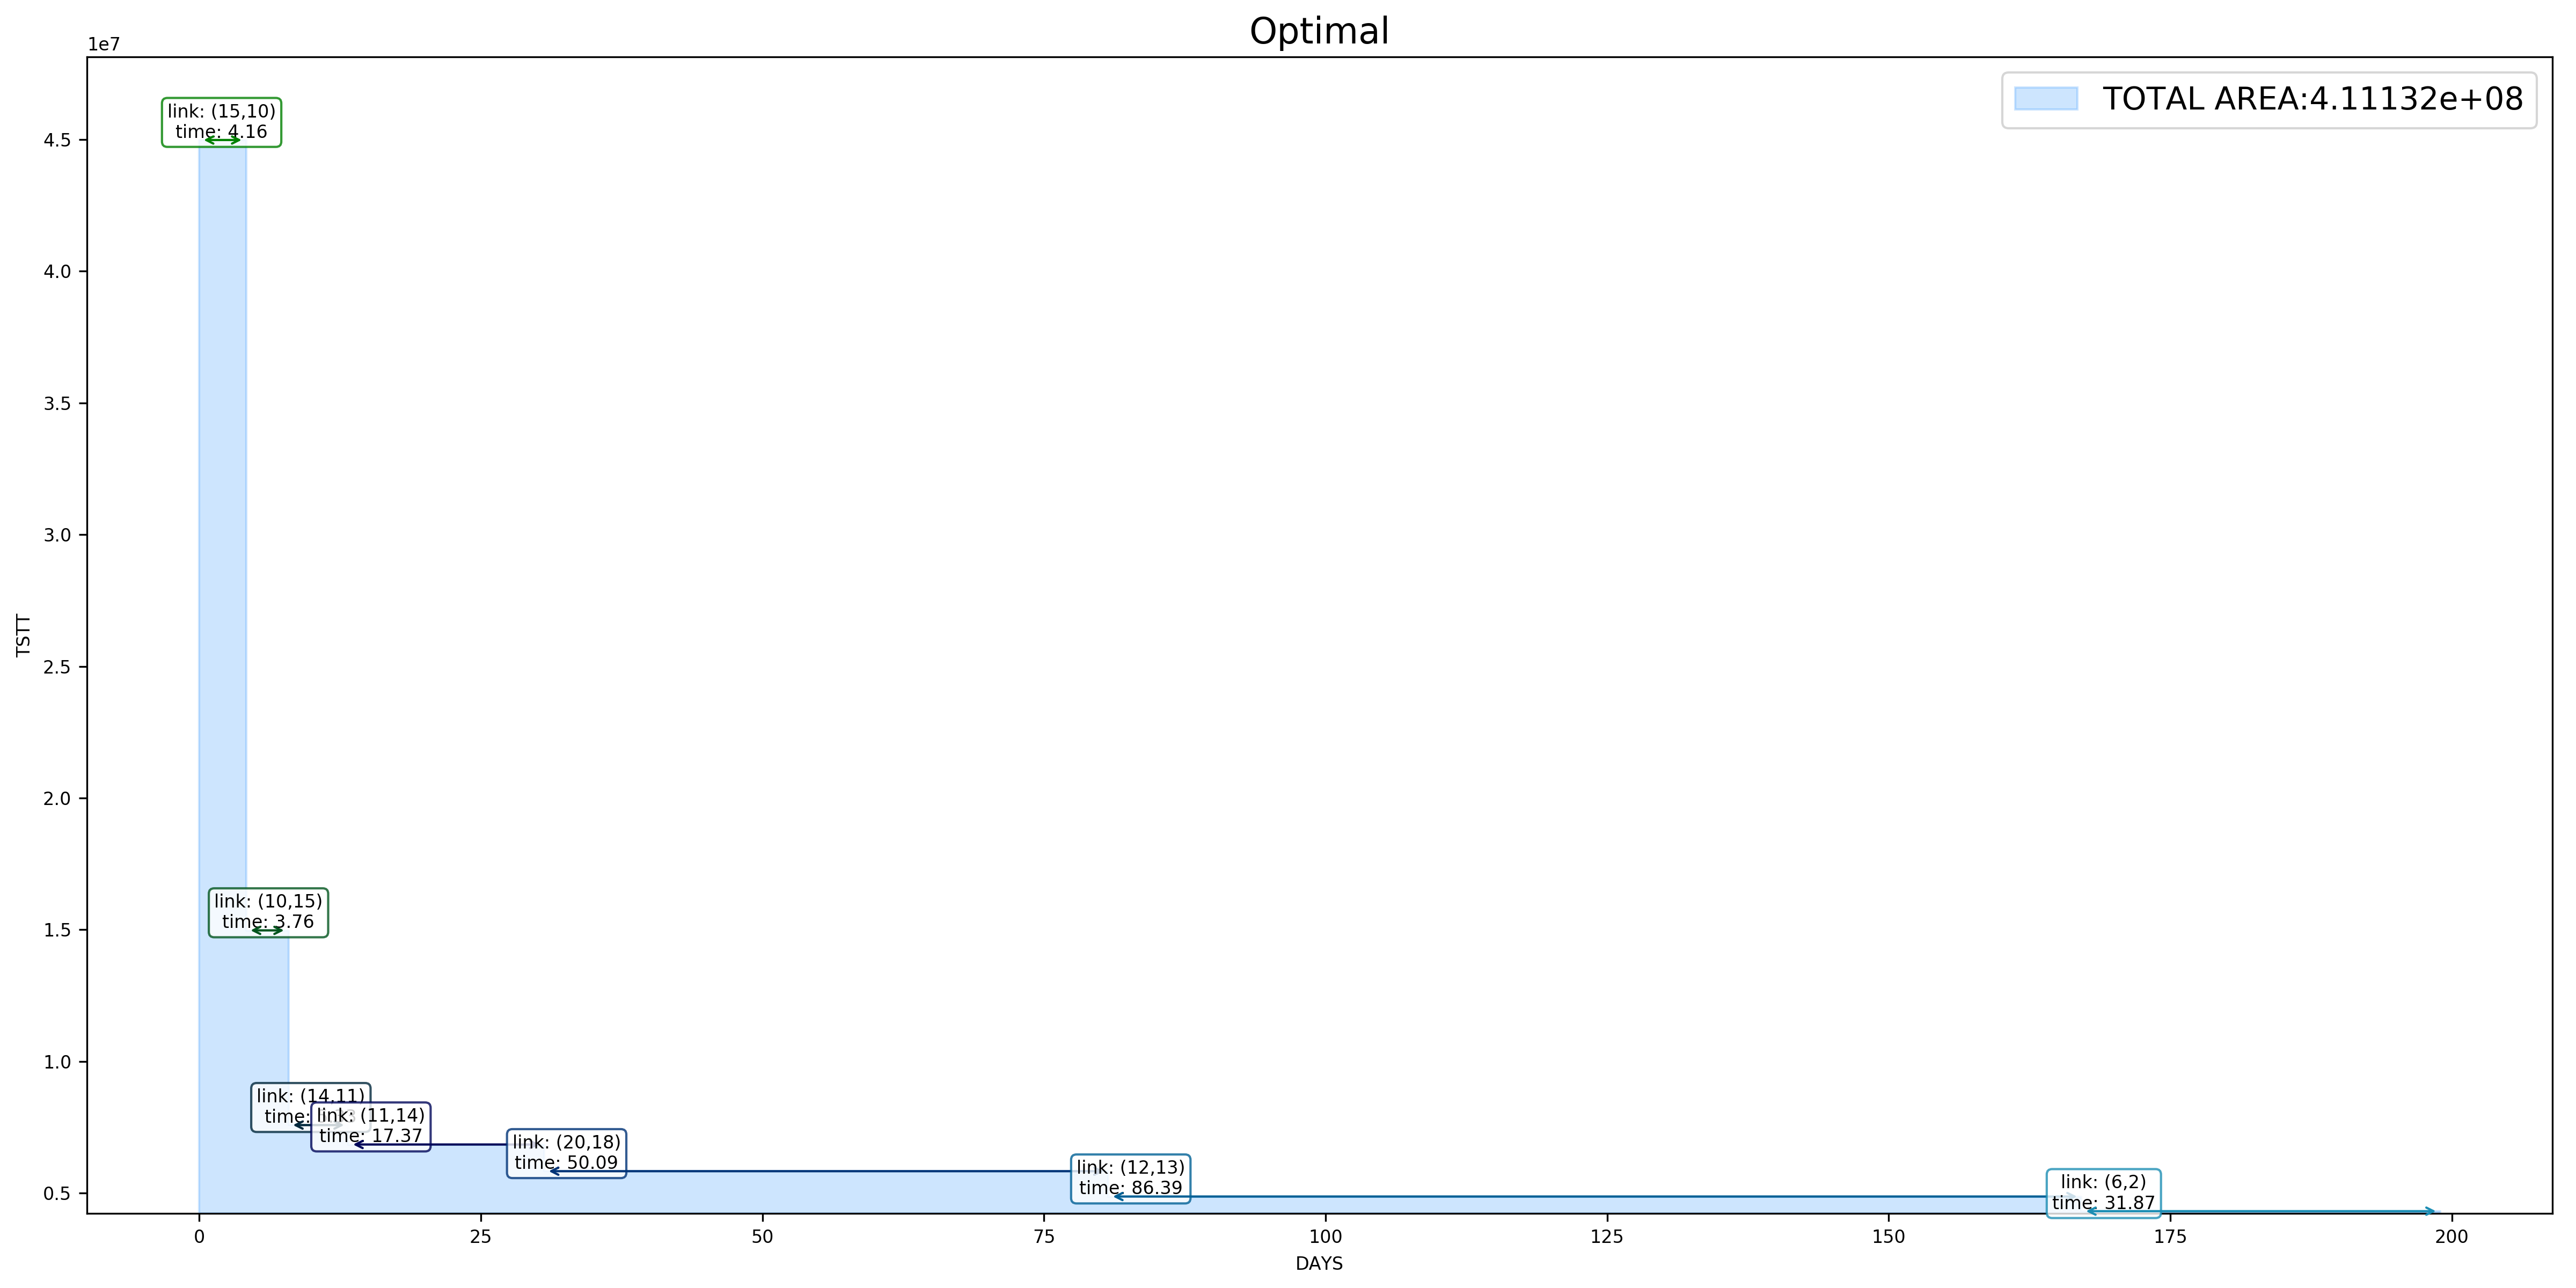 Optimal
1e7
TOTAL AREA:4.11132e+08
link: (15,10)
time: 4.16
4.5
4.0
3.5
3.0
2.5
2.0
1.5
1.0
0.5
TSTT
link: (10,15)
time: 3.76
link: (14,11)
time:
link: (11,14)
time: 17.37
link: (20,18)
time: 50.09
link: (12,13)
time: 86.39
link: (6,2)
time: 31.87
0
25
50
75
100
125
150
175
200
DAYS